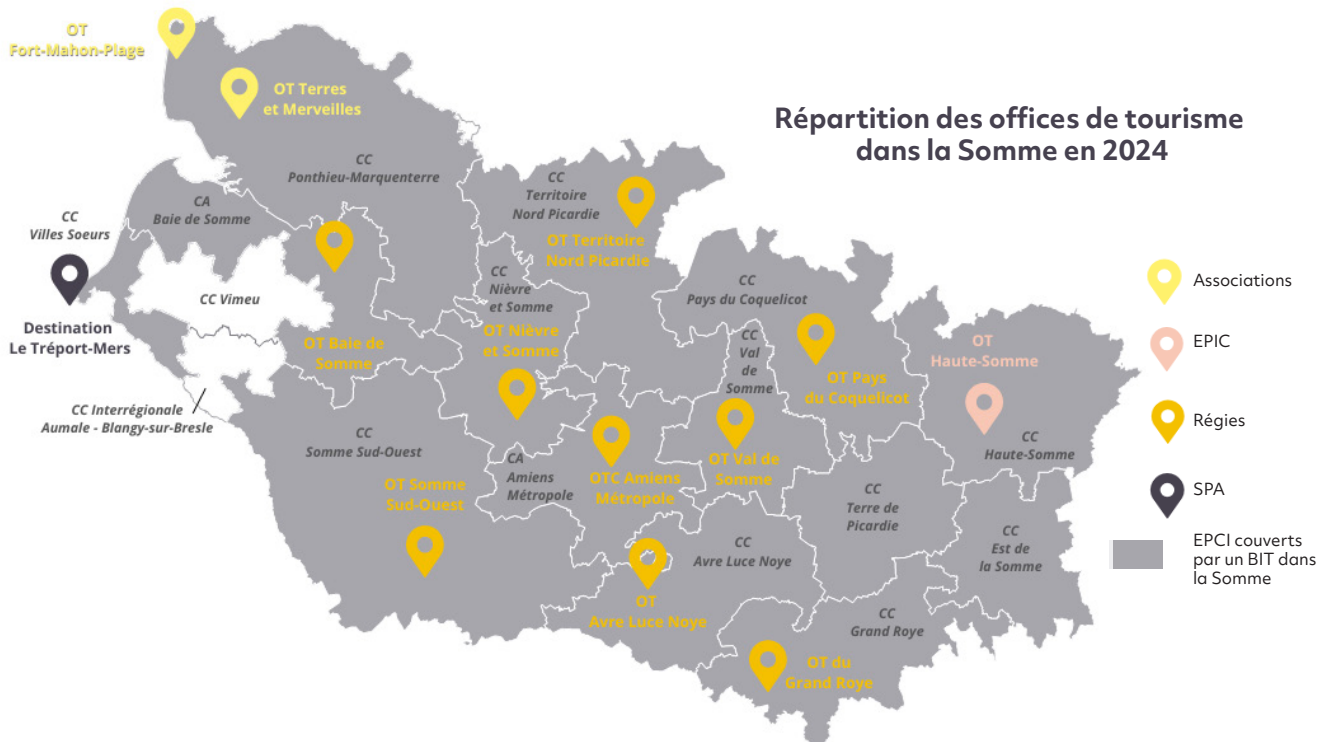 OT
Fort-Mahon-Plage
OT Terres
et Merveilles
Répartition des offices de tourisme
dans la Somme en 2024
CC
Ponthieu-Marquenterre
CC
Territoire
Nord Picardie
CA
Baie de Somme
CC
Villes Soeurs
OT Territoire
Nord Picardie
CC
Nièvre
et Somme
CC
Pays du Coquelicot
Associations
CC Vimeu
Destination
Le Tréport-Mers
OT Baie de
Somme
OT Nièvre
et Somme
CC
Val
de
Somme
OT
Haute-Somme
EPIC
OT Pays
du Coquelicot
CC Interrégionale
Aumale - Blangy-sur-Bresle
CC
Somme Sud-Ouest
Régies
CC
Haute-Somme
CA
Amiens
Métropole
OTC Amiens
Métropole
OT Val de
Somme
OT Somme
Sud-Ouest
CC
Terre de
Picardie
SPA
CC
Est de
la Somme
EPCI couverts
par un BIT dans
la Somme
CC
Avre Luce Noye
OT
Avre Luce Noye
CC
Grand Roye
OT du
Grand Roye